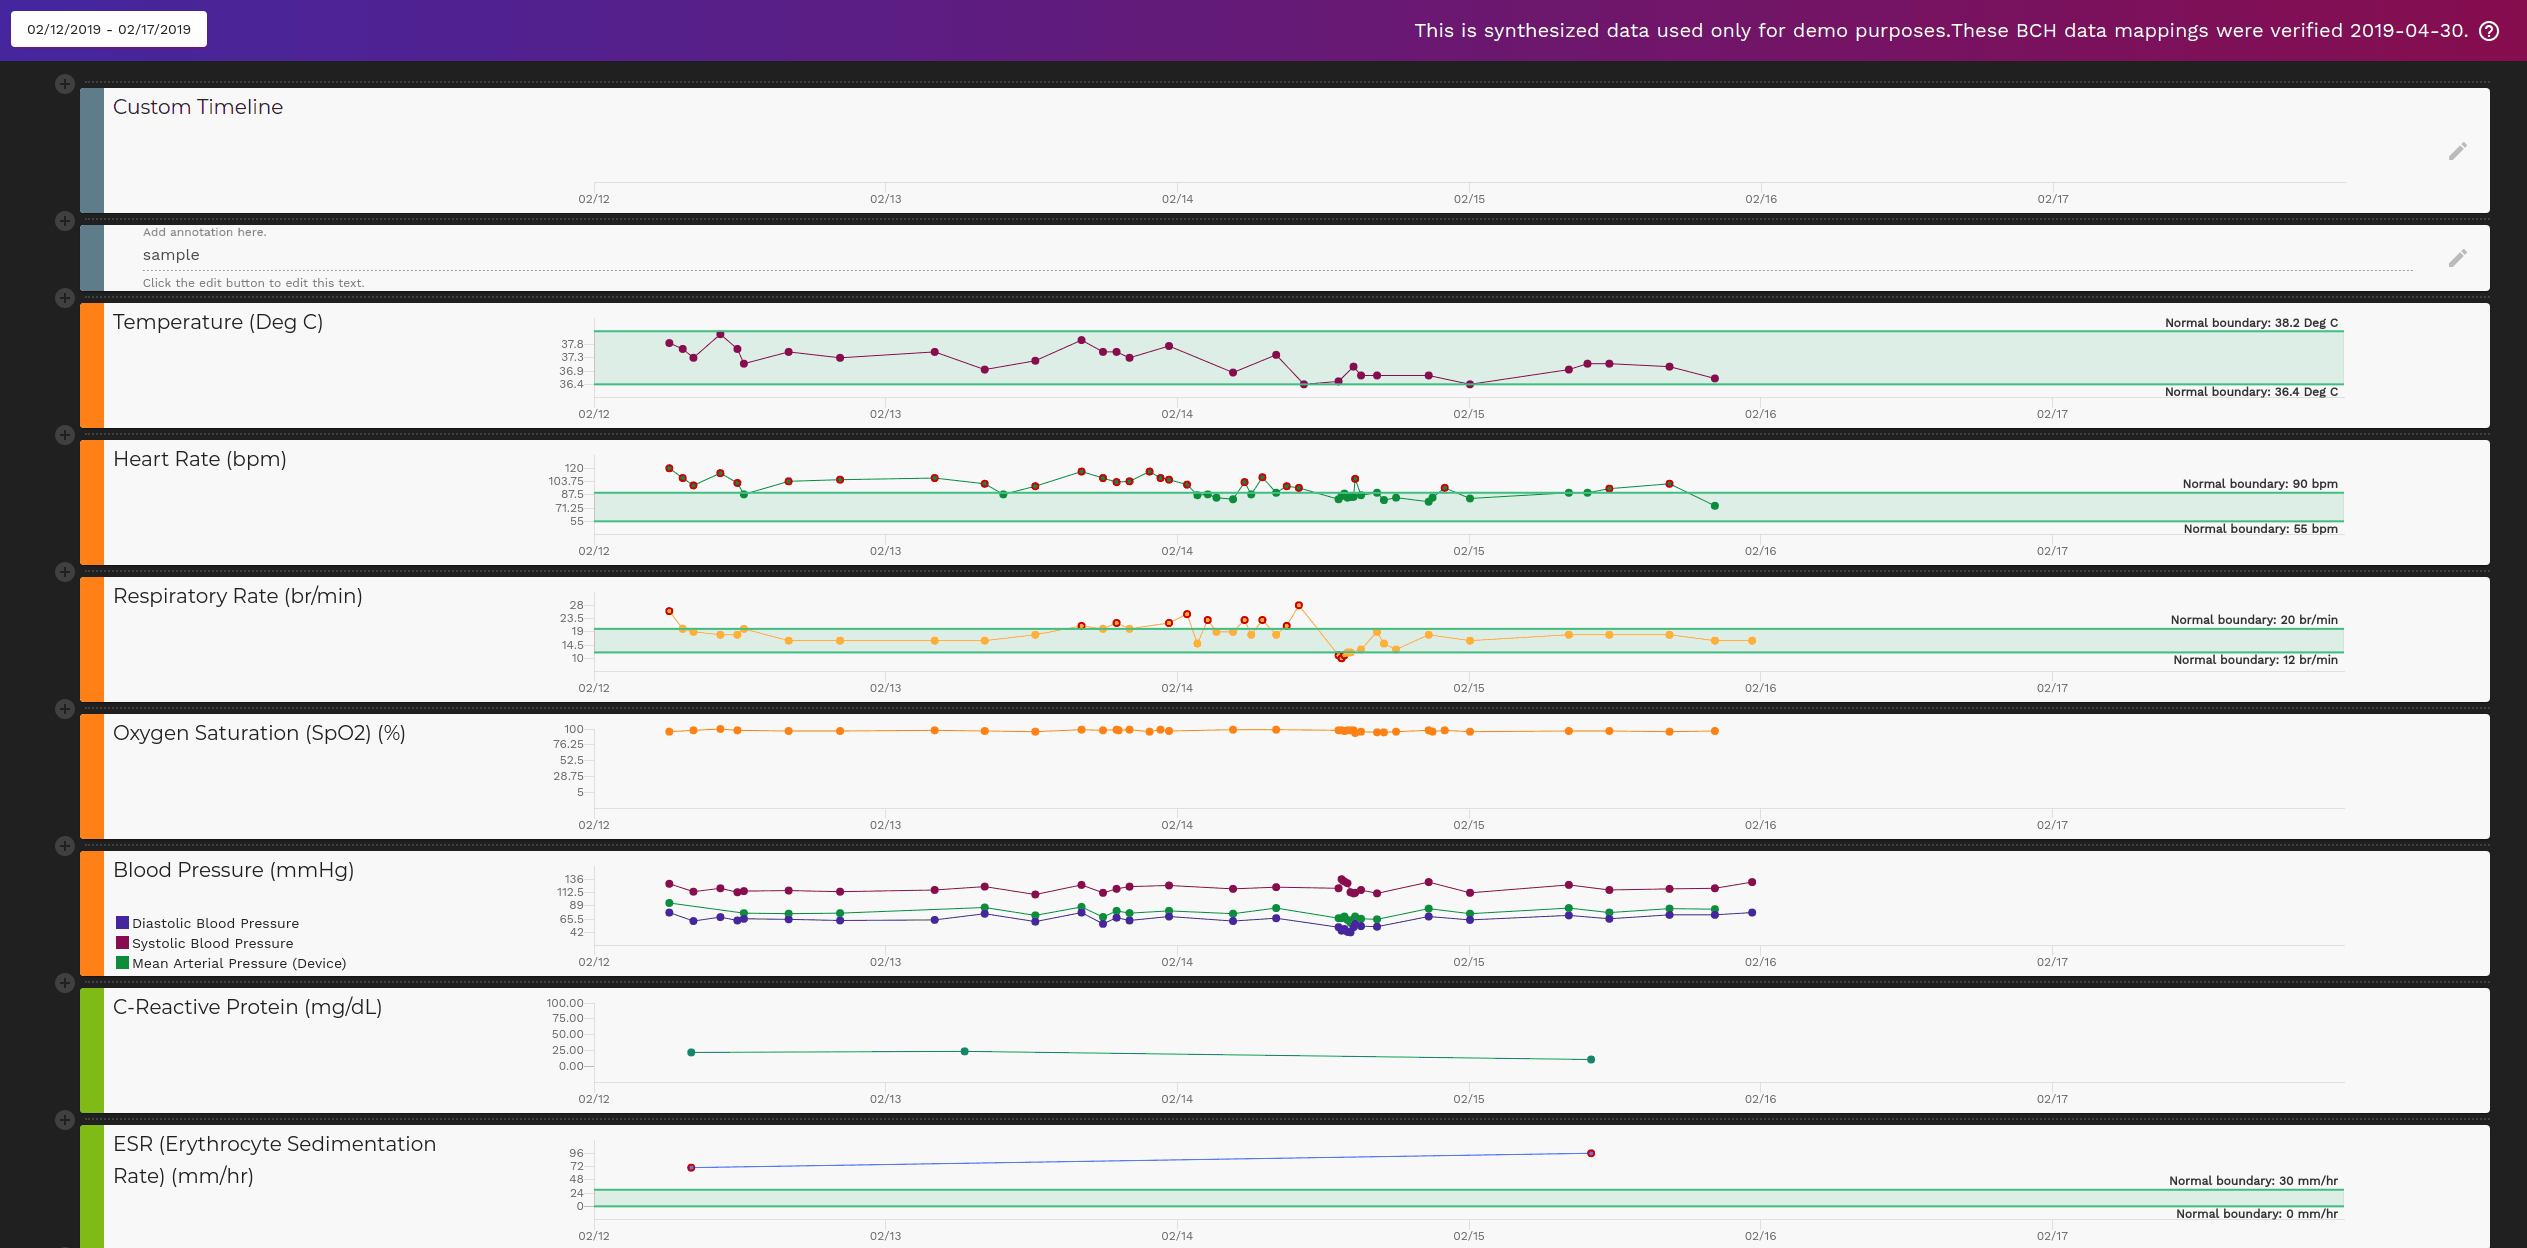 02/12/2019 - 02/17/2019
This is synthesized data used only for demo purposes.These BCH data mappings were verified 2019-04-30.
Custom Timeline
02/12 02/13 02/14 02/15 02/16 02/17
Add annotation here.
sample
Click the edit button to edit this text.
Temperature (Deg C)
Normal boundary: 38.2 Deg C
37.8
37.3
36.9
36.4
Normal boundary: 36.4 Deg C
02/12 02/13 02/14 02/15 02/16 02/17
Heart Rate (bpm)
120
103.75
Normal boundary: 90 bpm
87.5
71.25
55
Normal boundary: 55 bpm
02/12 02/13 02/14 02/15 02/16 02/17
Respiratory Rate (br/min)
28
23.5
Normal boundary: 20 br/min
19
14.5
10
Normal boundary: 12 br/min
02/12 02/13 02/14 02/15 02/16 02/17
Oxygen Saturation (SpO2) (%)
100
76.25
52.5
28.75
5
02/12 02/13 02/14 02/15 02/16 02/17
Blood Pressure (mmHg)
136
112.5
89
65.5
42
Diastolic Blood Pressure
Systolic Blood Pressure
Mean Arterial Pressure (Device)
02/12 02/13 02/14 02/15 02/16 02/17
C-Reactive Protein (mg/dL)
100.00
75.00
50.00
25.00
0.00
02/12 02/13 02/14 02/15 02/16 02/17
ESR (Erythrocyte Sedimentation
Rate) (mm/hr)
96
72
48
24
0
Normal boundary: 30 mm/hr
Normal boundary: 0 mm/hr
02/12 02/13 02/14 02/15 02/16 02/17